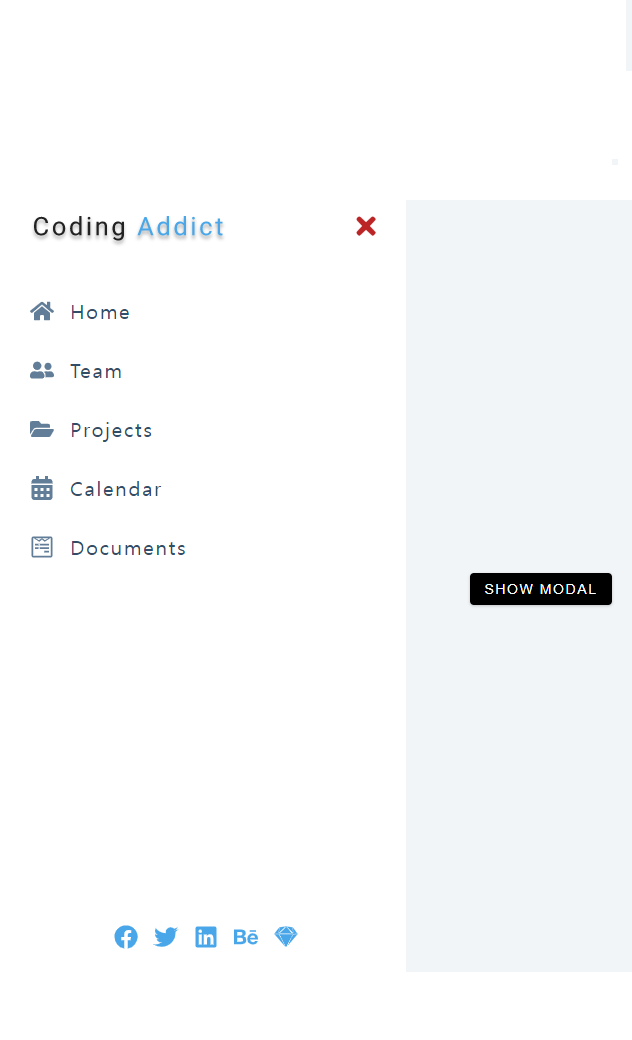 Coding Addict
Home
Team
Projects
Calendar
Documents
SHOW MODAL
Bē